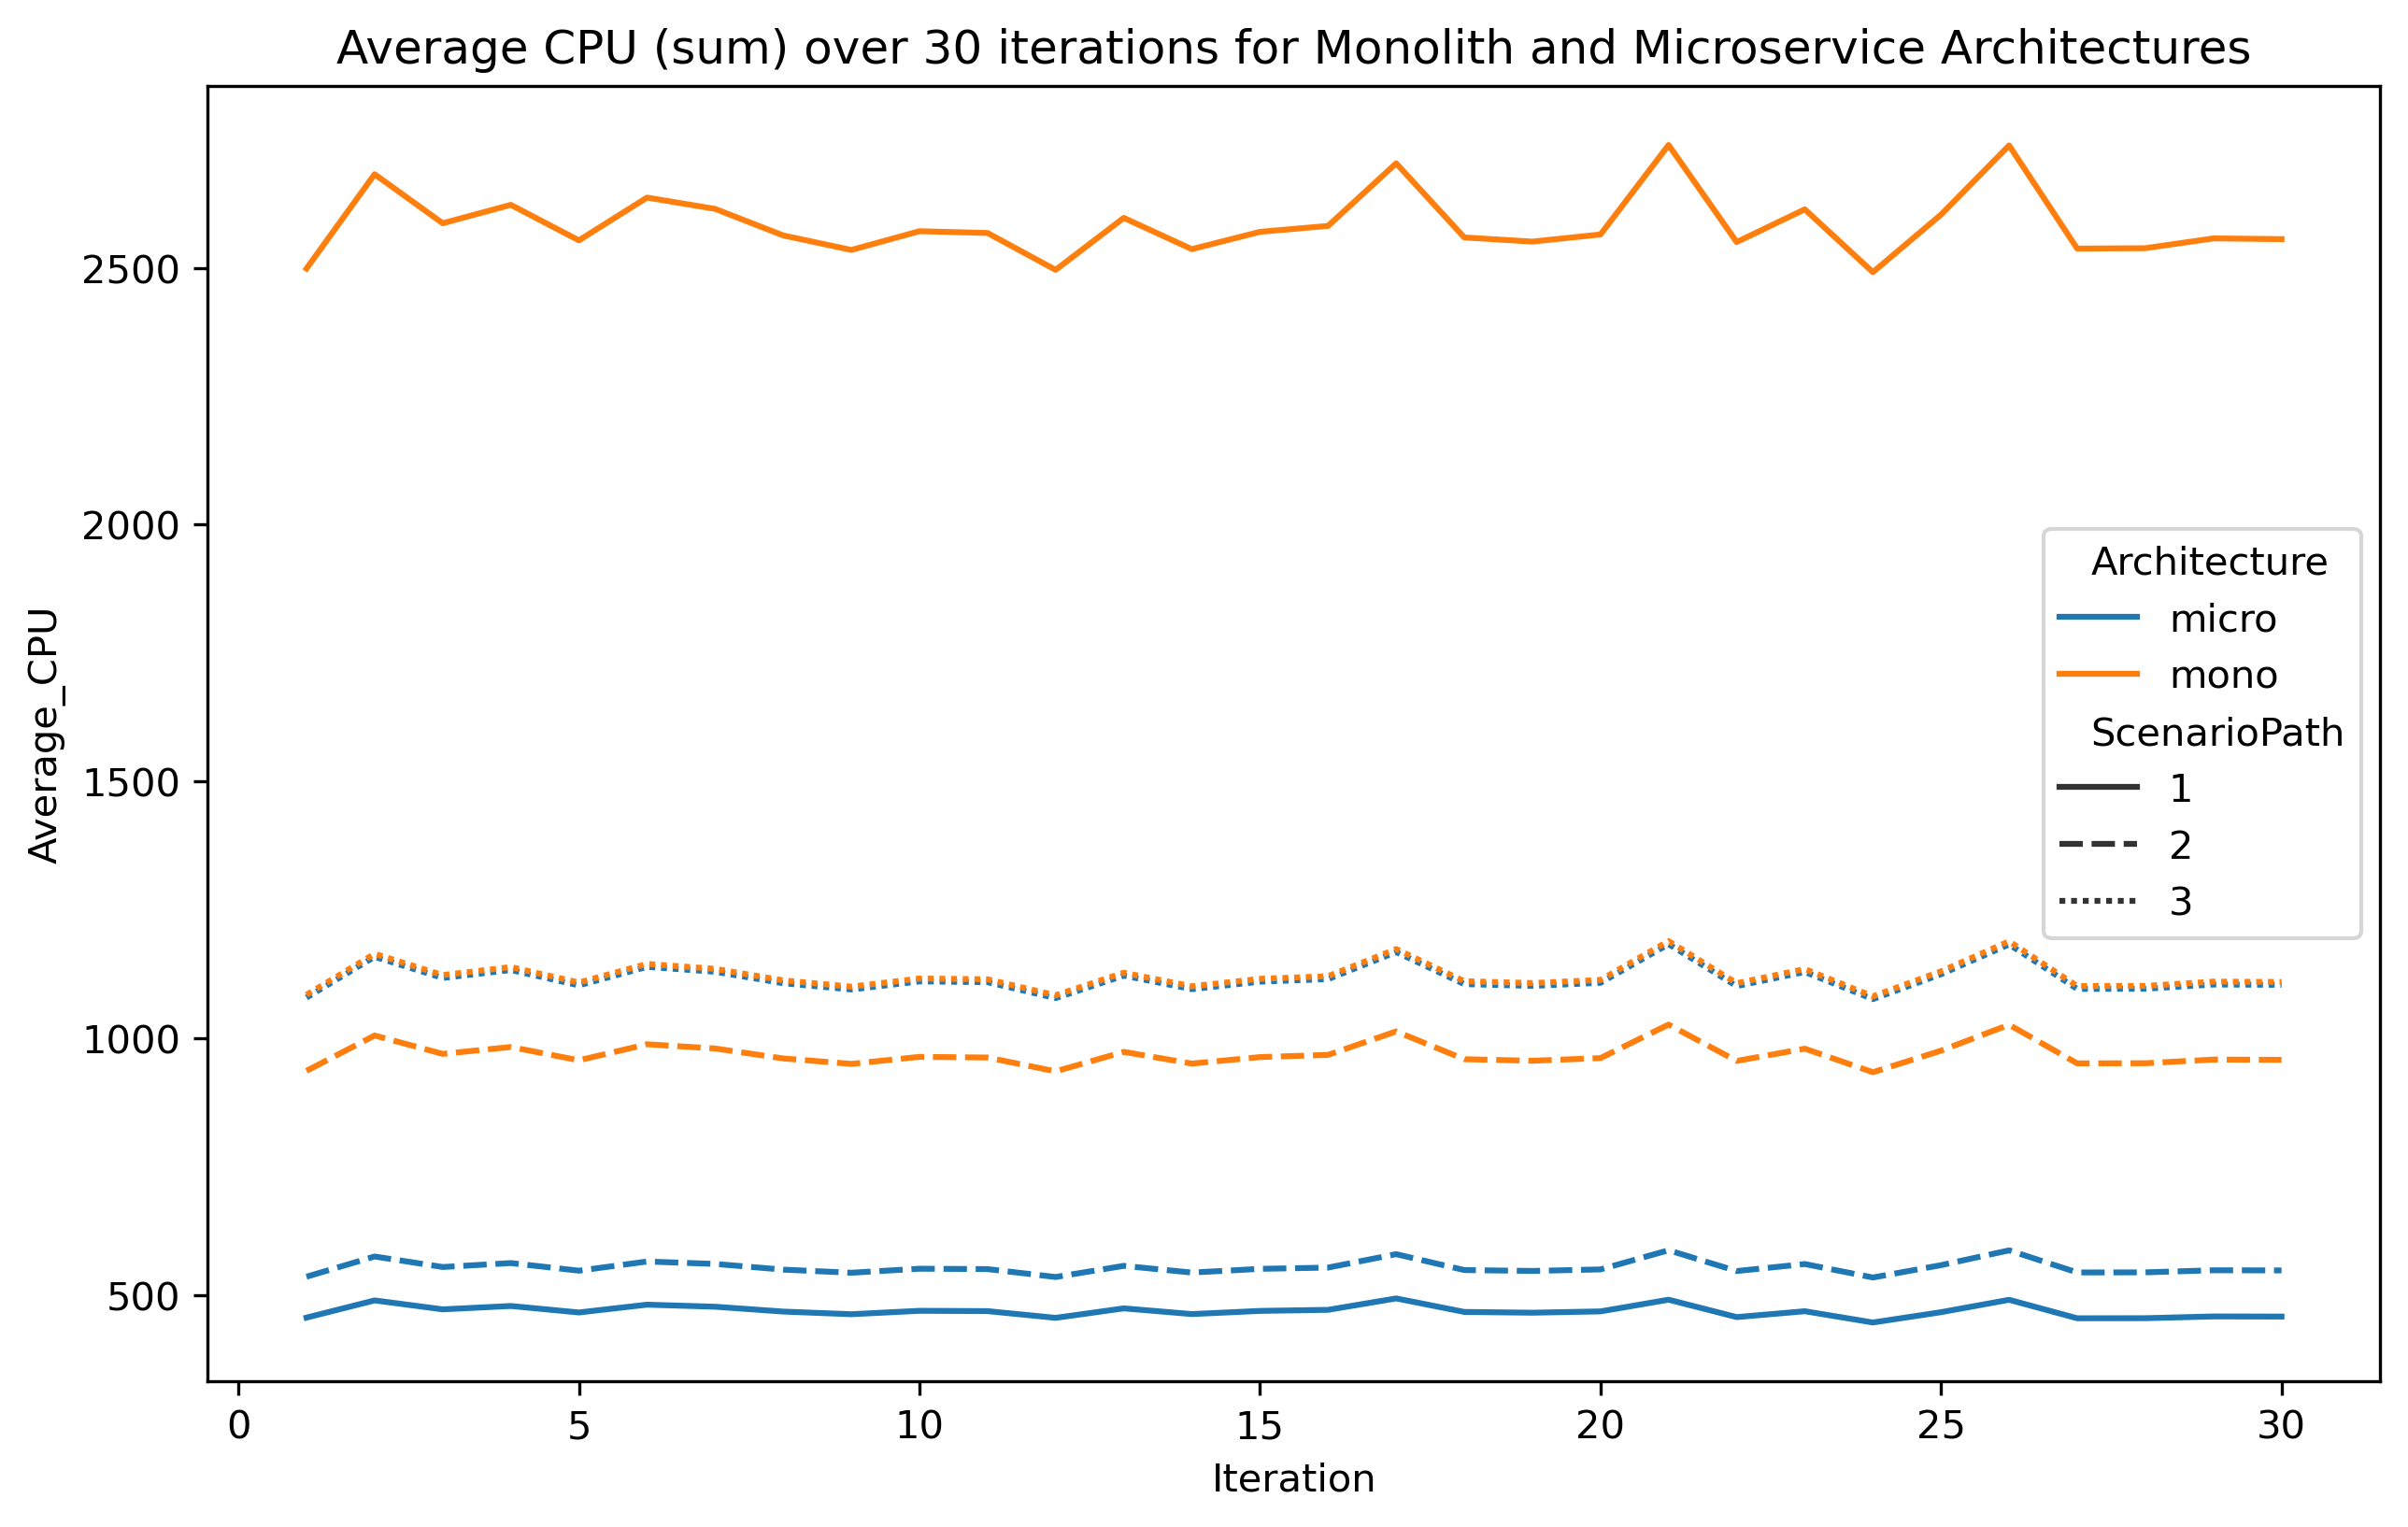 Average CPU (sum) over 30 iterations for Monolith and Microservice Architectures
Average_CPU
2500
2000
1500
1000
500
Architecture
micro
mono
ScenarioPath
1
2
3
0 5 10 15 20 25 30
Iteration